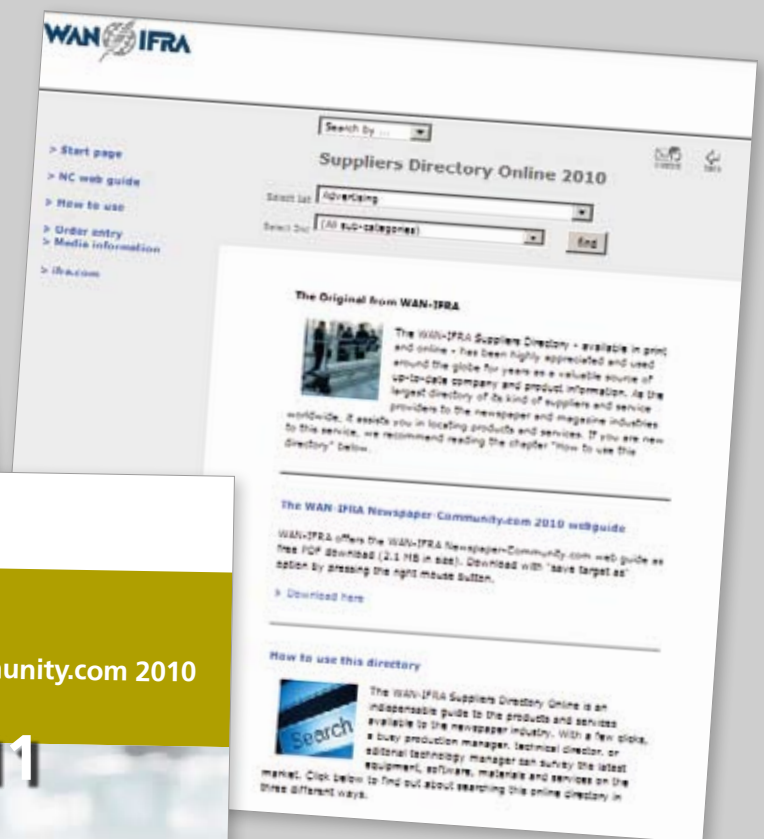 WAN IFRA
Search by ...
Suppliers Directory Online 2010
> Start page
> NC web guide
> How to use
> Order entry
> Media information
> ifra.com
Select 1st Advertising
Select 2nd (All sub-categories)
find
The Original from WAN-IFRA
The WAN-IFRA Suppliers Directory - available in print
and online - has been highly appreciated and used
around the globe for years as a valuable source of
up-to-date company and product information. As the
largest directory of its kind of suppliers and service
providers to the newspaper and magazine industries
worldwide, it assists you in locating products and services. If you are new
to this service, we recommend reading the chapter "How to use this
directory" below.
The WAN-IFRA Newspaper-Community.com 2010 webguide
WAN-IFRA offers the WAN-IFRA Newspaper-Community.com web guide as
free PDF download (2.1 MB in size). Download with 'save target as'
option by pressing the right mouse button.
> Download here
How to use this directory
Search
The WAN-IFRA Suppliers Directory Online is an
indispensable guide to the products and services
available to the newspaper industry. With a few clicks,
a busy production manager, technical director, or
editorial technology manager can survey the latest
equipment, software, materials and services on the
market. Click below to find out about searching this online directory in
three different ways.
unity.com 2010
1